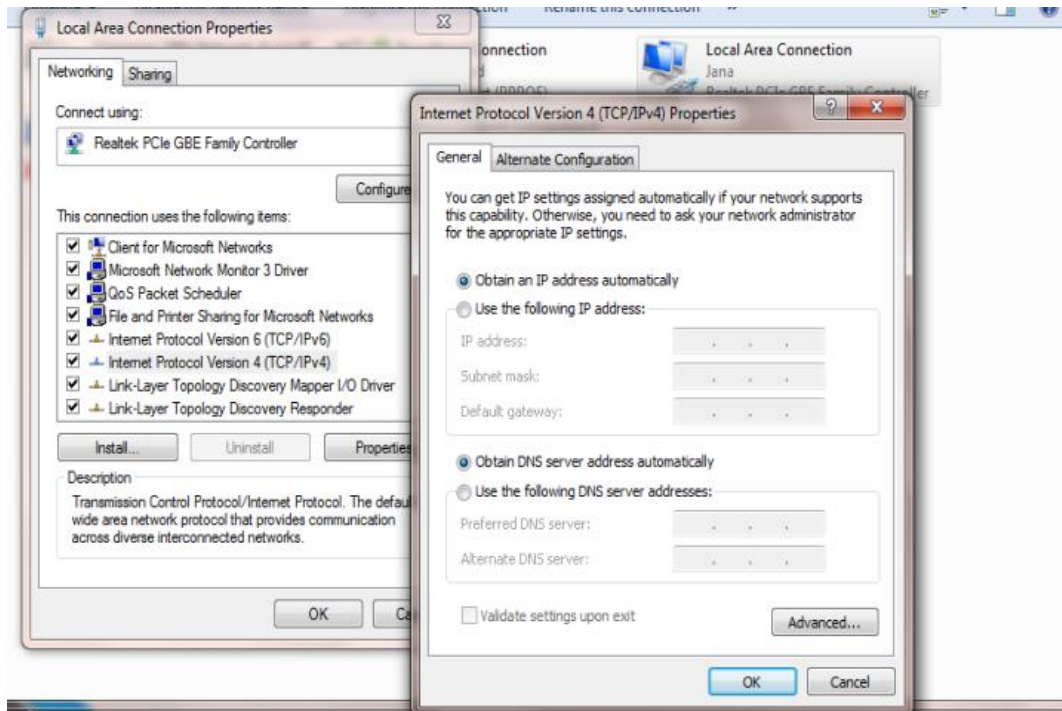 Rename this connection
»
Local Area Connection Properties
Networking
Sharing
Connect using:
Realtek PCIe GBE Family Controller
Configure
This connection uses the following items:
Client for Microsoft Networks
Microsoft Network Monitor 3 Driver
QoS Packet Scheduler
File and Printer Sharing for Microsoft Networks
Internet Protocol Version 6 (TCP/IPv6)
Internet Protocol Version 4 (TCP/IPv4)
Link-Layer Topology Discovery Mapper I/O Driver
Link-Layer Topology Discovery Responder
Install...
Uninstall
Properties
Description
Transmission Control Protocol/Internet Protocol. The defaul
wide area network protocol that provides communication
across diverse interconnected networks.
OK
Ca
onnection
Local Area Connection
Jana
Realtek PCIe GBE Family Controller
Internet Protocol Version 4 (TCP/IPv4) Properties
General
Alternate Configuration
You can get IP settings assigned automatically if your network supports
this capability. Otherwise, you need to ask your network administrator
for the appropriate IP settings.
Obtain an IP address automatically
Use the following IP address:
IP address:
Subnet mask:
Default gateway:
Obtain DNS server address automatically
Use the following DNS server addresses:
Preferred DNS server:
Alternate DNS server:
Validate settings upon exit
Advanced...
OK
Cancel